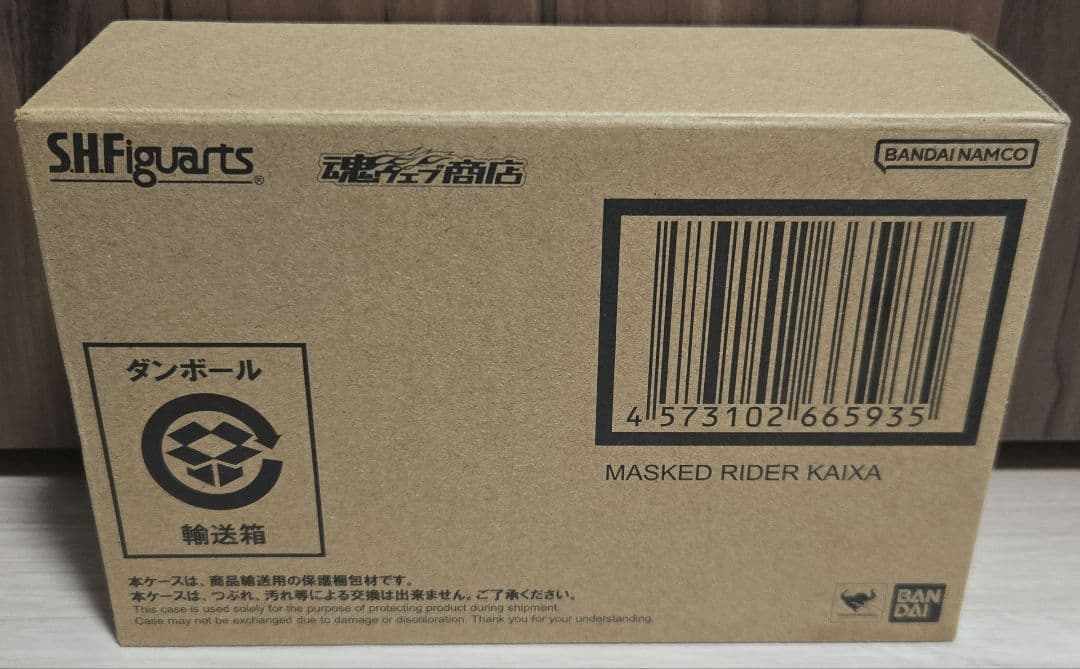 S.H.Figuarts®
魂ウェブ商店
BANDAI NAMCO
4 573102 665935
MASKED RIDER KAIXA
ダンボール
輸送箱
本ケースは、商品輸送用の保護梱包材です。
本ケースは、つぶれ、汚れ等による交換は出来ません。ご了承ください。
This case is used solely for the purpose of protecting product during shipment.
Case may not be exchanged due to damage or discoloration. Thank you for your understanding.
BAN
DAI